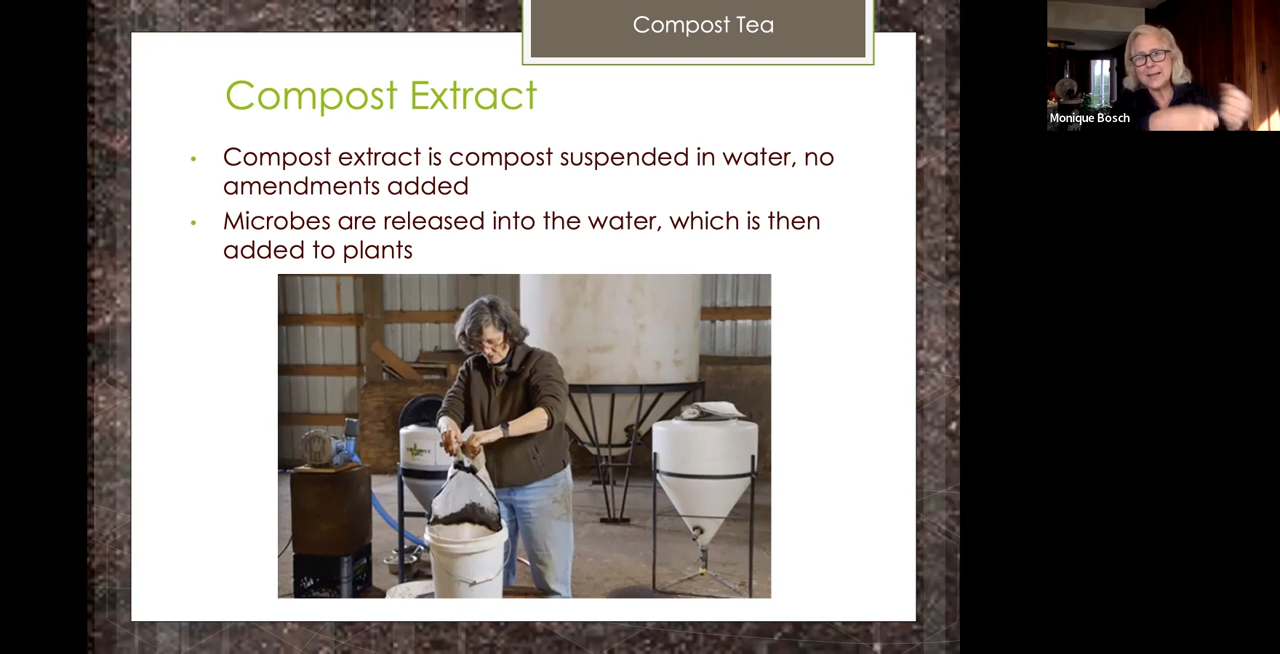 Compost Tea
Compost Extract
• Compost extract is compost suspended in water, no
amendments added
• Microbes are released into the water, which is then
added to plants
Monique Bosch